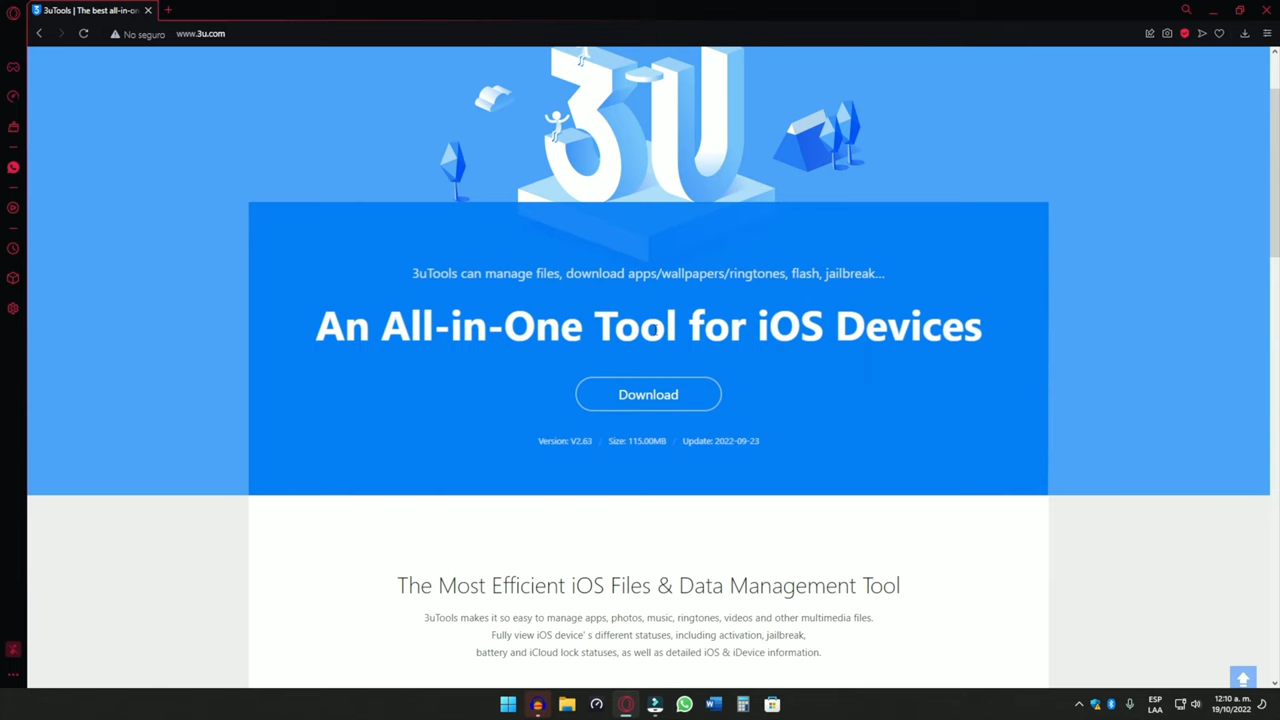 3uTools | The best all-in-on
No seguro
www.3u.com
3U
3uTools can manage files, download apps/wallpapers/ringtones, flash, jailbreak...
An All-in-One Tool for iOS Devices
Download
Version: V2.63 / Size: 115.00MB / Update: 2022-09-23
The Most Efficient iOS Files & Data Management Tool
3uTools makes it so easy to manage apps, photos, music, ringtones, videos and other multimedia files.
Fully view iOS device' s different statuses, including activation, jailbreak,
battery and iCloud lock statuses, as well as detailed iOS & iDevice information.
ESP
LAA
12:10 a. m.
19/10/2022